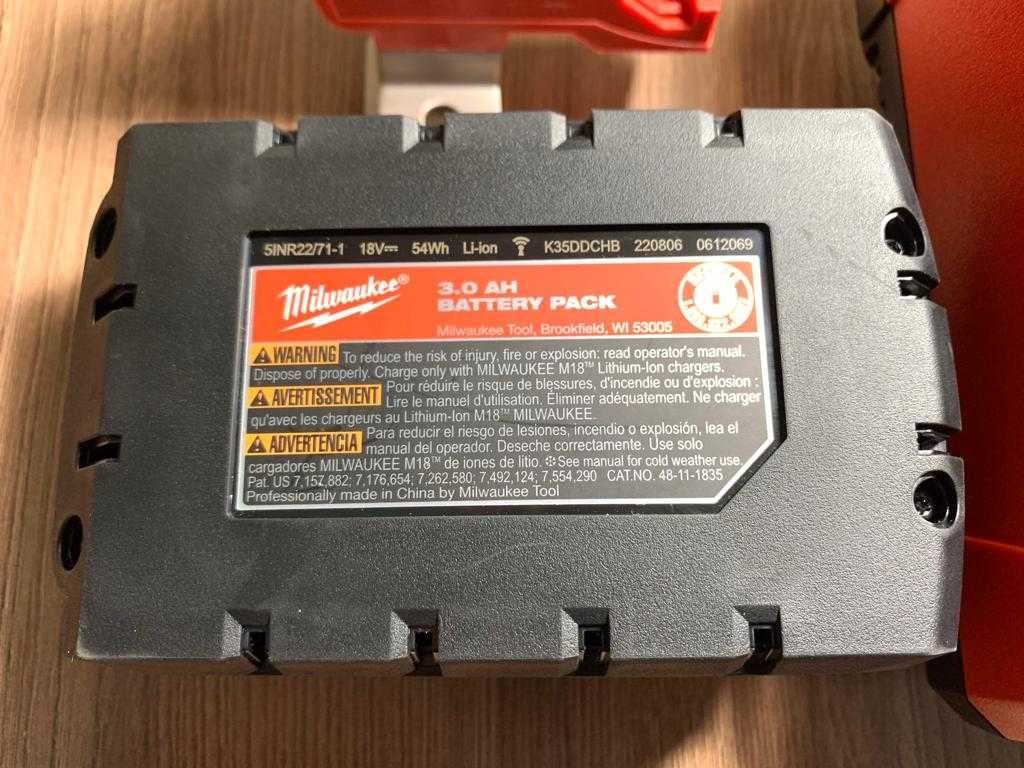 5INR22/71-1 18V⎓ 54Wh Li-ion K35DDCHB 220806 0612069
Milwaukee®
3.0 AH
BATTERY PACK
Milwaukee Tool, Brookfield, WI 53005
⚠ WARNING To reduce the risk of injury, fire or explosion: read operator's manual.
Dispose of properly. Charge only with MILWAUKEE M18™ Lithium-Ion chargers.
⚠ AVERTISSEMENT Pour réduire le risque de blessures, d'incendie ou d'explosion :
Lire le manuel d'utilisation. Éliminer adéquatement. Ne charger
qu'avec les chargeurs au Lithium-Ion M18™ MILWAUKEE.
⚠ ADVERTENCIA Para reducir el riesgo de lesiones, incendio o explosión, lea el
manual del operador. Deseche correctamente. Use solo
cargadores MILWAUKEE M18™ de iones de litio. ❄See manual for cold weather use.
Pat. US 7,157,882; 7,176,654; 7,262,580; 7,492,124; 7,554,290 CAT.NO. 48-11-1835
Professionally made in China by Milwaukee Tool